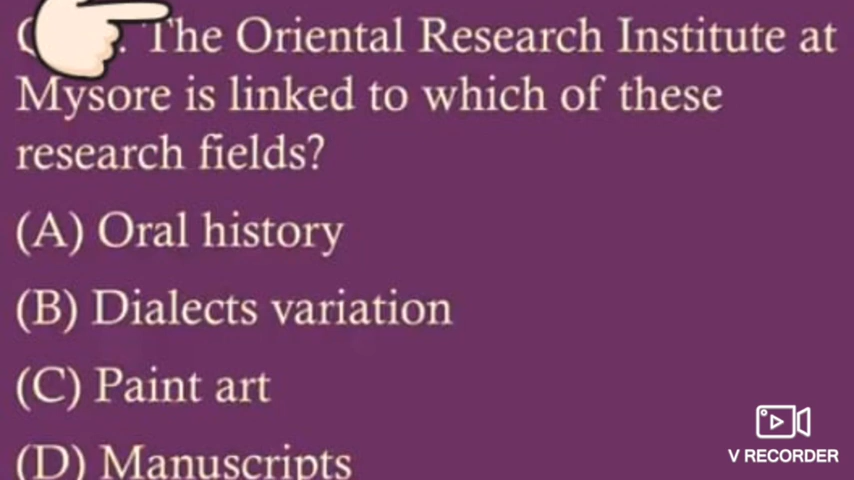 The Oriental Research Institute at
Mysore is linked to which of these
research fields?
(A) Oral history
(B) Dialects variation
(C) Paint art
(D) Manuscripts
V RECORDER